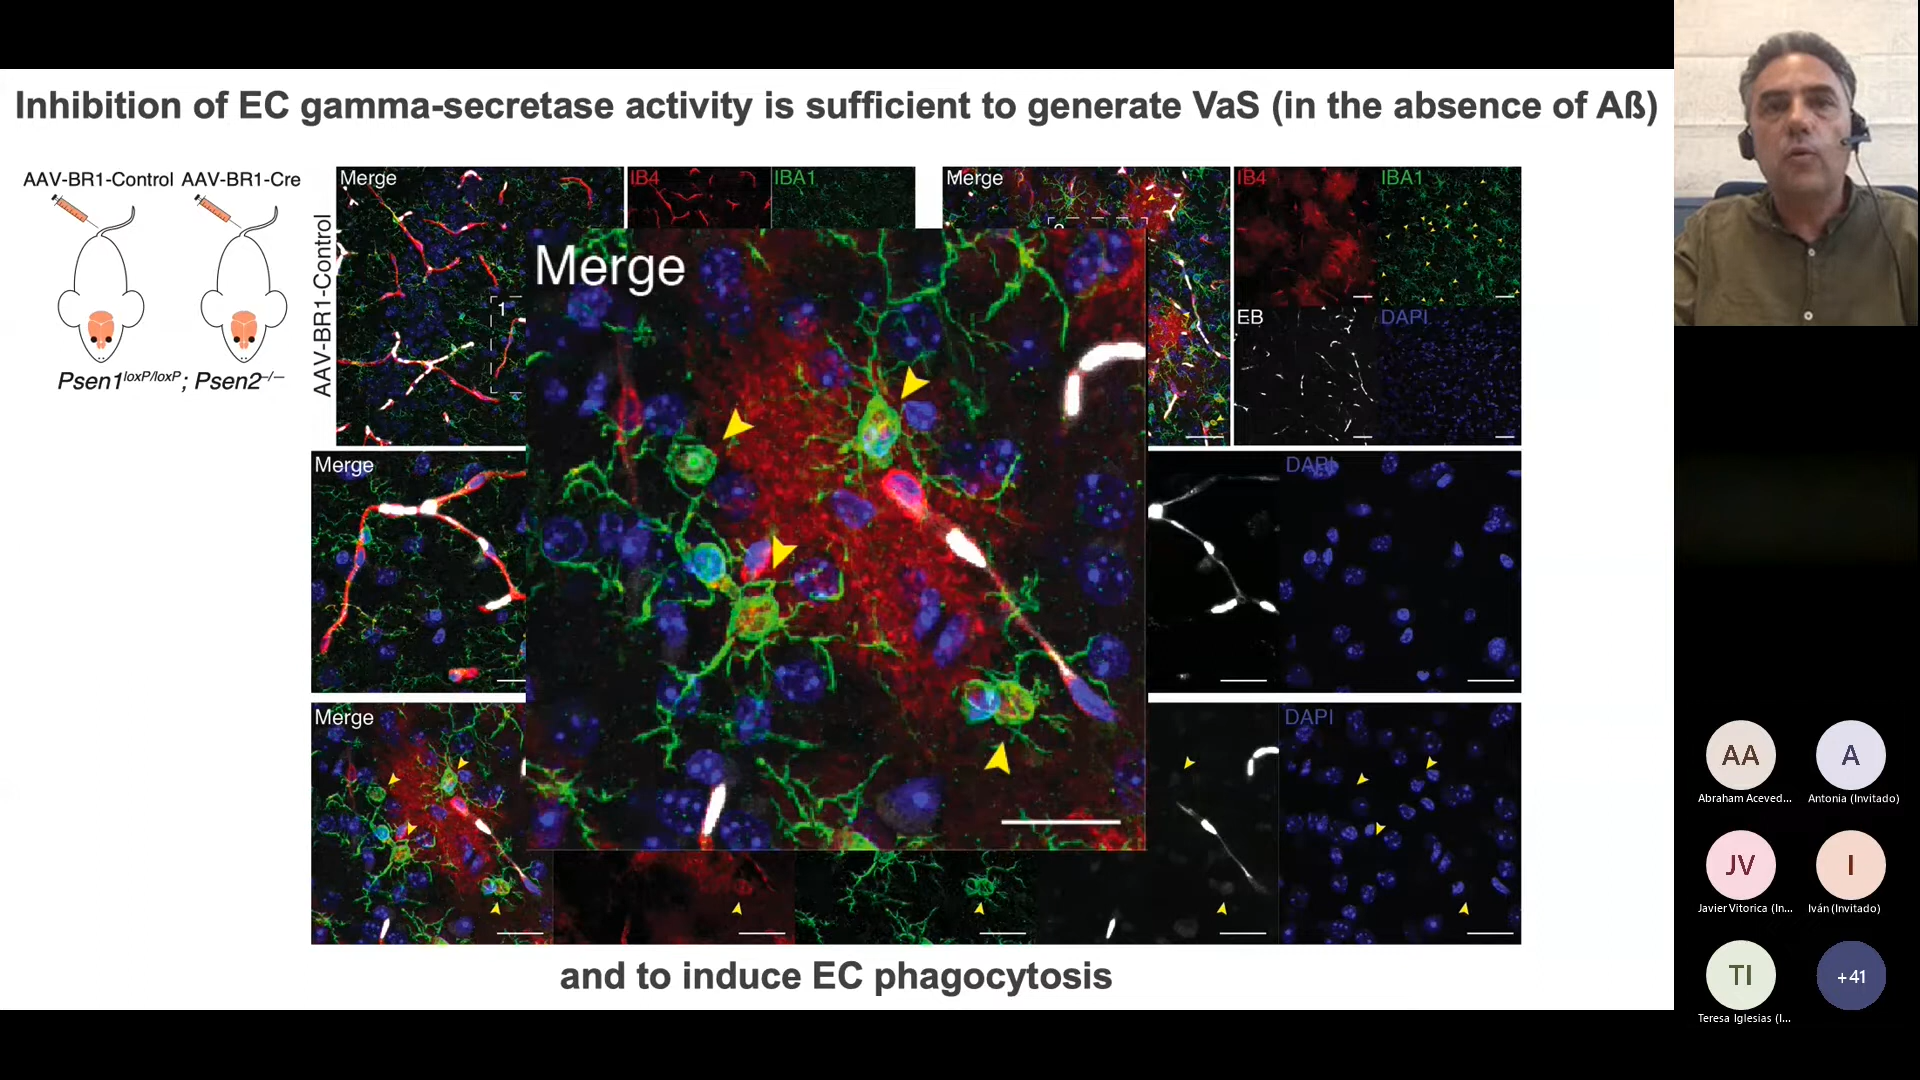 Inhibition of EC gamma-secretase activity is sufficient to generate VaS (in the absence of Aß)
AAV-BR1-Control AAV-BR1-Cre
Psen1loxP/loxP; Psen2–/–
AAV-BR1-Control
Merge
IB4
IBA1
1
Merge
IB4
IBA1
EB
DAPI
Merge
Merge
DAPI
Merge
DAPI
and to induce EC phagocytosis
AA
Abraham Aceved...
A
Antonia (Invitado)
JV
Javier Vitorica (In...
I
Iván (Invitado)
TI
Teresa Iglesias (I...
+41